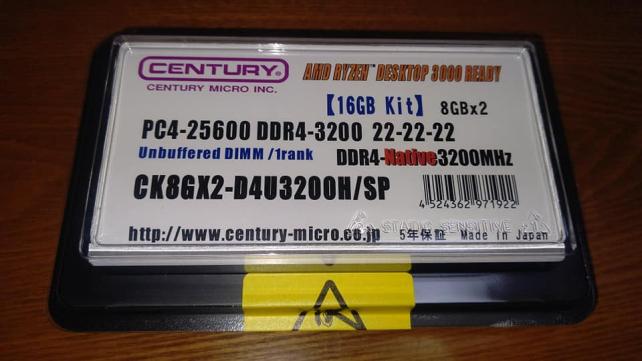 CENTURY®
CENTURY MICRO INC.
AMD RYZEN™ DESKTOP 3000 READY
【16GB Kit】 8GBx2
PC4-25600 DDR4-3200 22-22-22
Unbuffered DIMM /1rank DDR4-Native3200MHz
CK8GX2-D4U3200H/SP
4 524362 971922
STATIC SENSITIVE
http://www.century-micro.co.jp 5年保証 Made in Japan